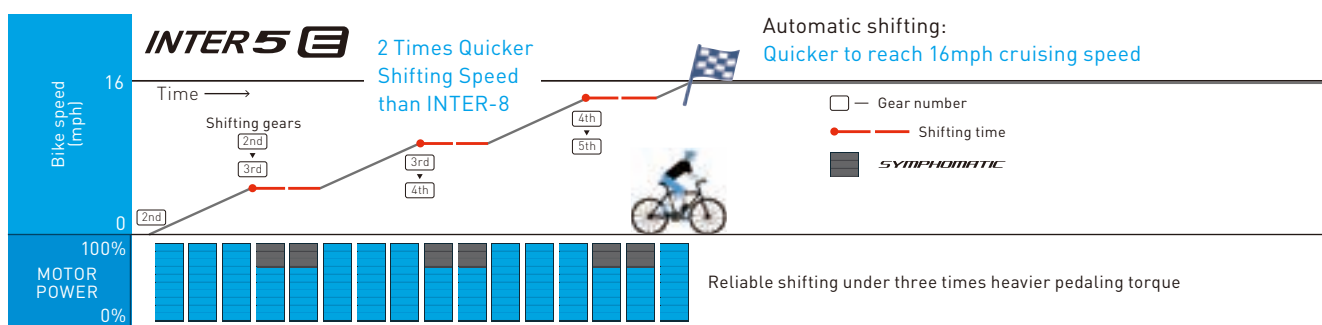 INTER 5 E
2 Times Quicker
Shifting Speed
than INTER-8
Automatic shifting:
Quicker to reach 16mph cruising speed
Bike speed
(mph)
16
0
Time
Shifting gears
2nd
2nd
3rd
3rd
4th
4th
5th
Gear number
Shifting time
SYMPHOMATIC
100%
MOTOR
POWER
0%
Reliable shifting under three times heavier pedaling torque